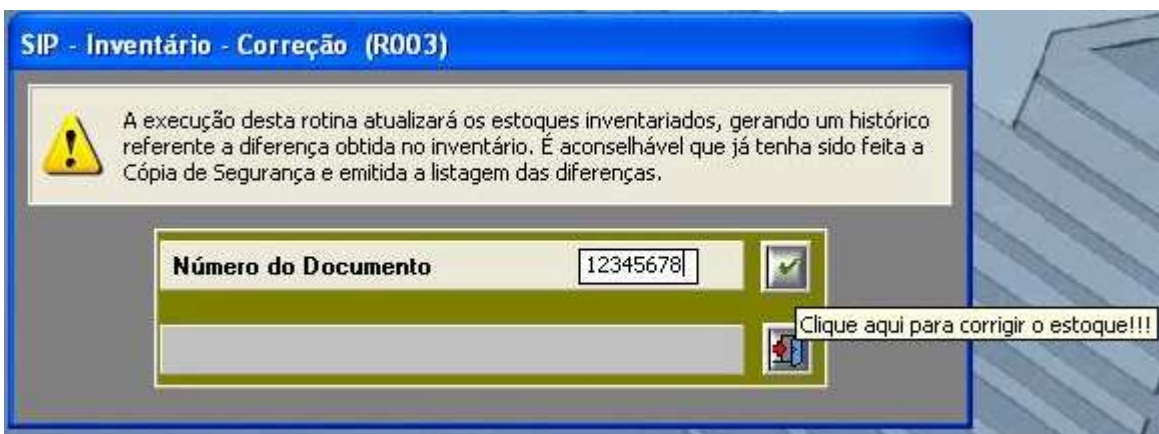 SIP - Inventário - Correção (R003)
A execução desta rotina atualizará os estoques inventariados, gerando um histórico
referente a diferença obtida no inventário. É aconselhável que já tenha sido feita a
Cópia de Segurança e emitida a listagem das diferenças.
Número do Documento 12345678
Clique aqui para corrigir o estoque!!!